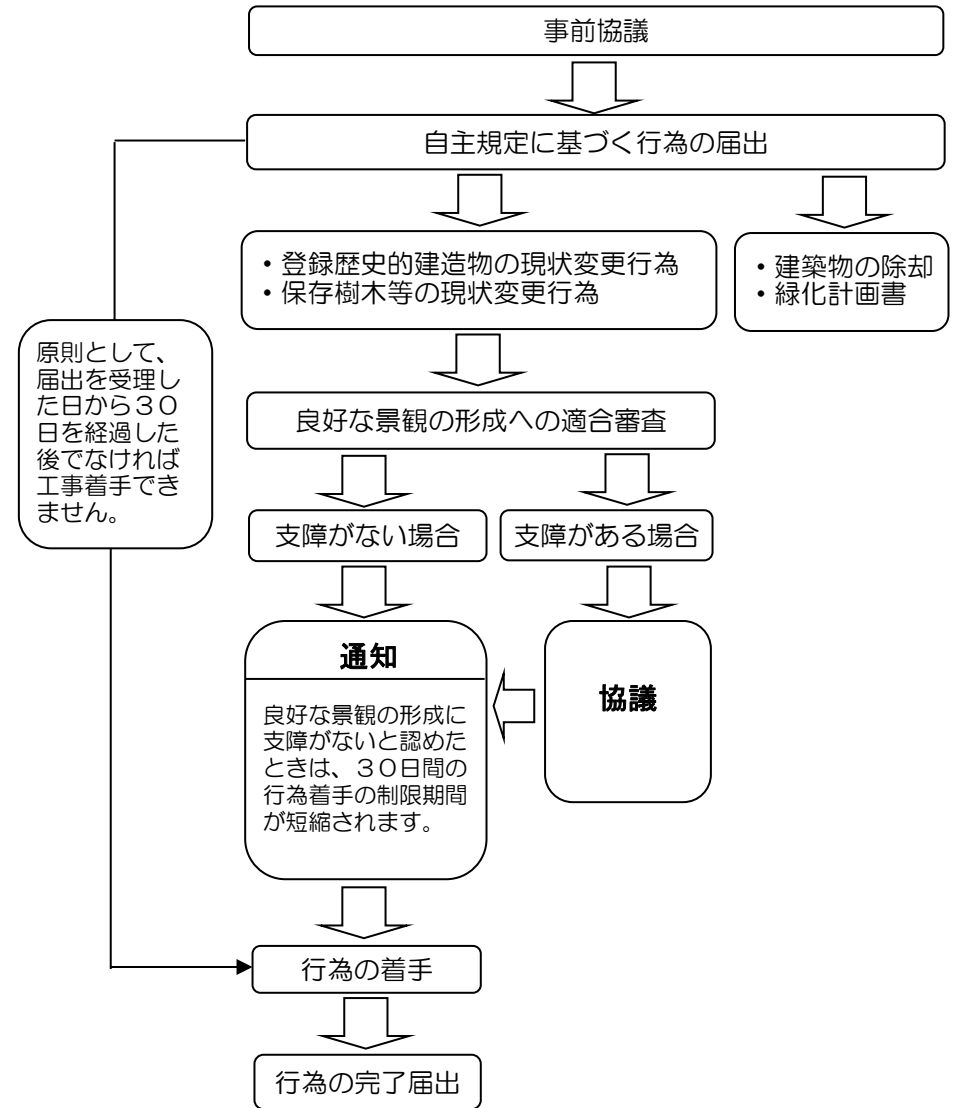 事前協議
自主規定に基づく行為の届出
・登録歴史的建造物の現状変更行為
・保存樹木等の現状変更行為
・建築物の除却
・緑化計画書
原則として、
届出を受理し
た日から３０
日を経過した
後でなければ
工事着手でき
ません。
良好な景観の形成への適合審査
支障がない場合
支障がある場合
通知
良好な景観の形成に
支障がないと認めた
ときは、３０日間の
行為着手の制限期間
が短縮されます。
協議
行為の着手
行為の完了届出